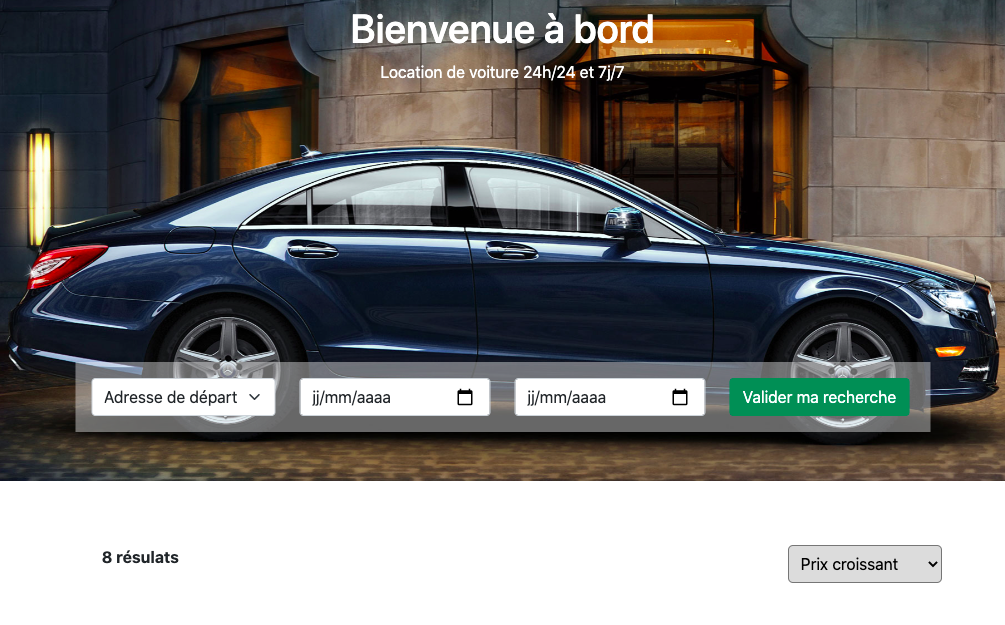 Bienvenue à bord
Location de voiture 24h/24 et 7j/7
Adresse de départ
jj/mm/aaaa
jj/mm/aaaa
Valider ma recherche
8 résulats
Prix croissant